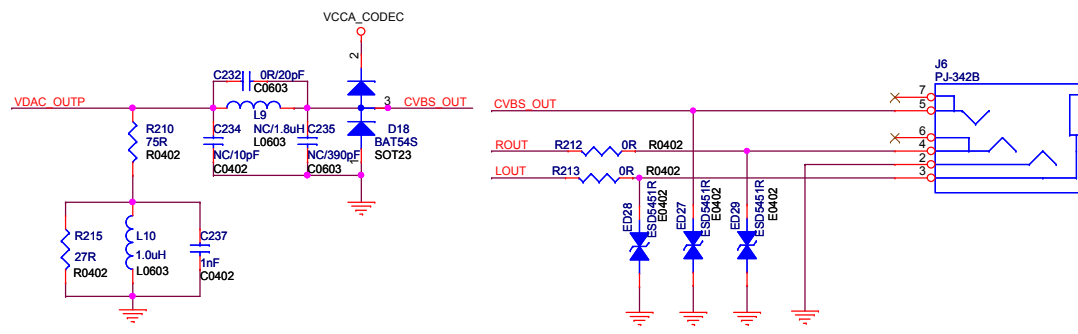 VCCA_CODEC
2
C232
0R/20pF
C0603
VDAC_OUTP
L9
NC/1.8uH
L0603
3
CVBS_OUT
R210
75R
R0402
C234
NC/10pF
C0402
C235
NC/390pF
C0603
1
D18
BAT54S
SOT23
R215
27R
R0402
L10
1.0uH
L0603
C237
1nF
C0402
J6
PJ-342B
CVBS_OUT
7
5
ROUT
R212
0R
R0402
6
4
LOUT
R213
0R
R0402
2
3
ED28
ESD5451R
E0402
ED27
ESD5451R
E0402
ED29
ESD5451R
E0402